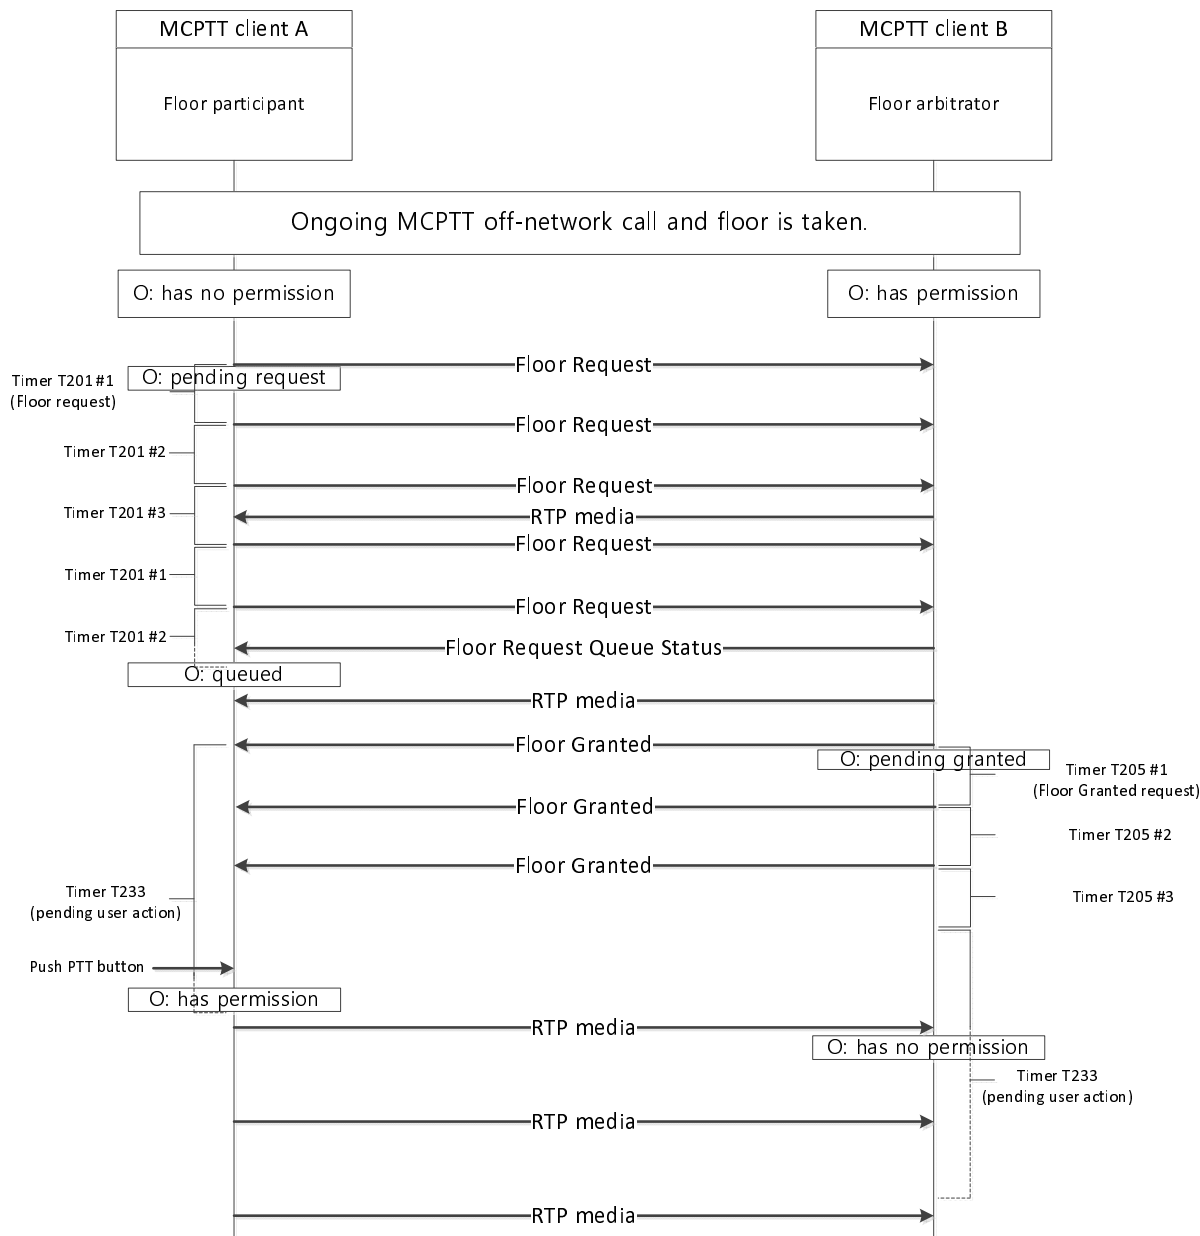 MCPTT client A
MCPTT client B
Floor participant
Floor arbitrator
Ongoing MCPTT off-network call and floor is taken.
O: has no permission
O: has permission
Floor Request
O: pending request
Timer T201 #1
(Floor request)
Floor Request
Timer T201 #2
Floor Request
Timer T201 #3
RTP media
Floor Request
Timer T201 #1
Floor Request
Timer T201 #2
Floor Request Queue Status
O: queued
RTP media
Floor Granted
O: pending granted
Timer T205 #1
(Floor Granted request)
Floor Granted
Timer T205 #2
Floor Granted
Timer T233
(pending user action)
Timer T205 #3
Push PTT button
O: has permission
RTP media
O: has no permission
Timer T233
(pending user action)
RTP media
RTP media